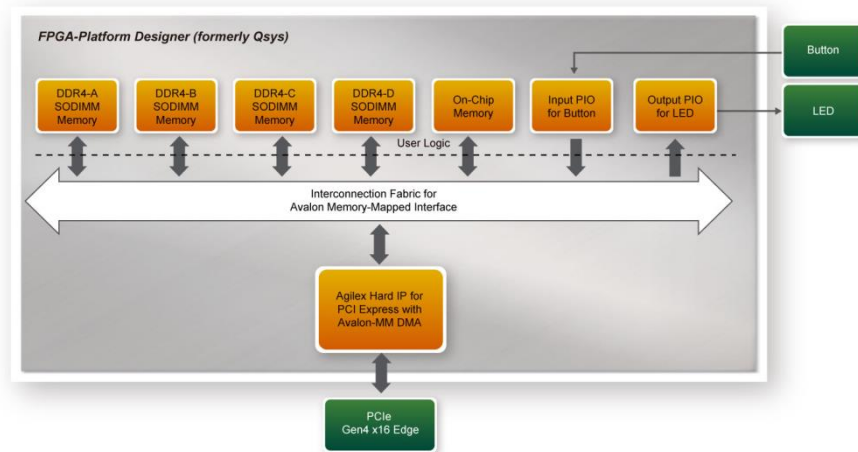 FPGA-Platform Designer (formerly Qsys)
DDR4-A
SODIMM
Memory
DDR4-B
SODIMM
Memory
DDR4-C
SODIMM
Memory
DDR4-D
SODIMM
Memory
On-Chip
Memory
Input PIO
for Button
Output PIO
for LED
Button
LED
User Logic
Interconnection Fabric for
Avalon Memory-Mapped Interface
Agilex Hard IP for
PCI Express with
Avalon-MM DMA
PCIe
Gen4 x16 Edge